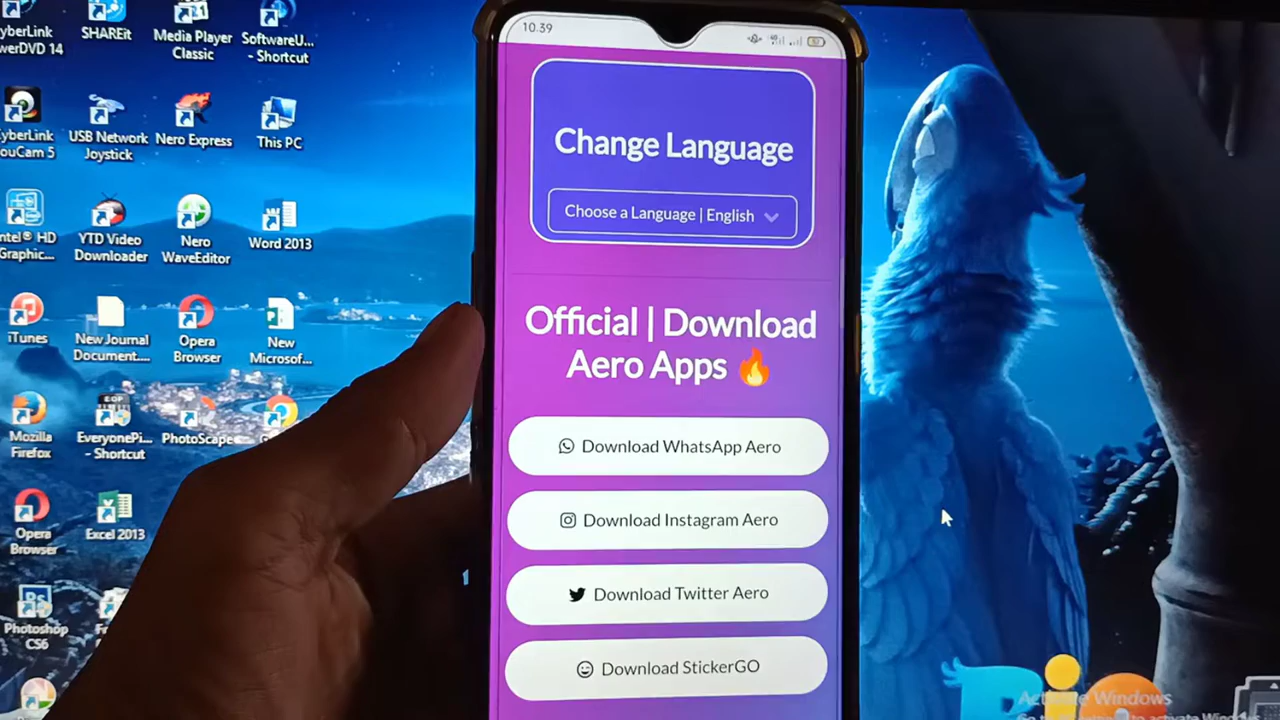 CyberLink
PowerDVD 14
SHAREit
Media Player
Classic
SoftwareU...
- Shortcut
CyberLink
YouCam 5
USB Network
Joystick
Nero Express
This PC
Intel® HD
Graphic...
YTD Video
Downloader
Nero
WaveEditor
Word 2013
iTunes
New Journal
Document....
Opera
Browser
New
Microsof...
Mozilla
Firefox
EOP
EveryonePi...
- Shortcut
PhotoScape
Opera
Browser
Excel 2013
Ps
Photoshop
CS6
10.39
Change Language
Choose a Language | English
Official | Download
Aero Apps 🔥
Download WhatsApp Aero
Download Instagram Aero
Download Twitter Aero
Download StickerGO
Activate Windows